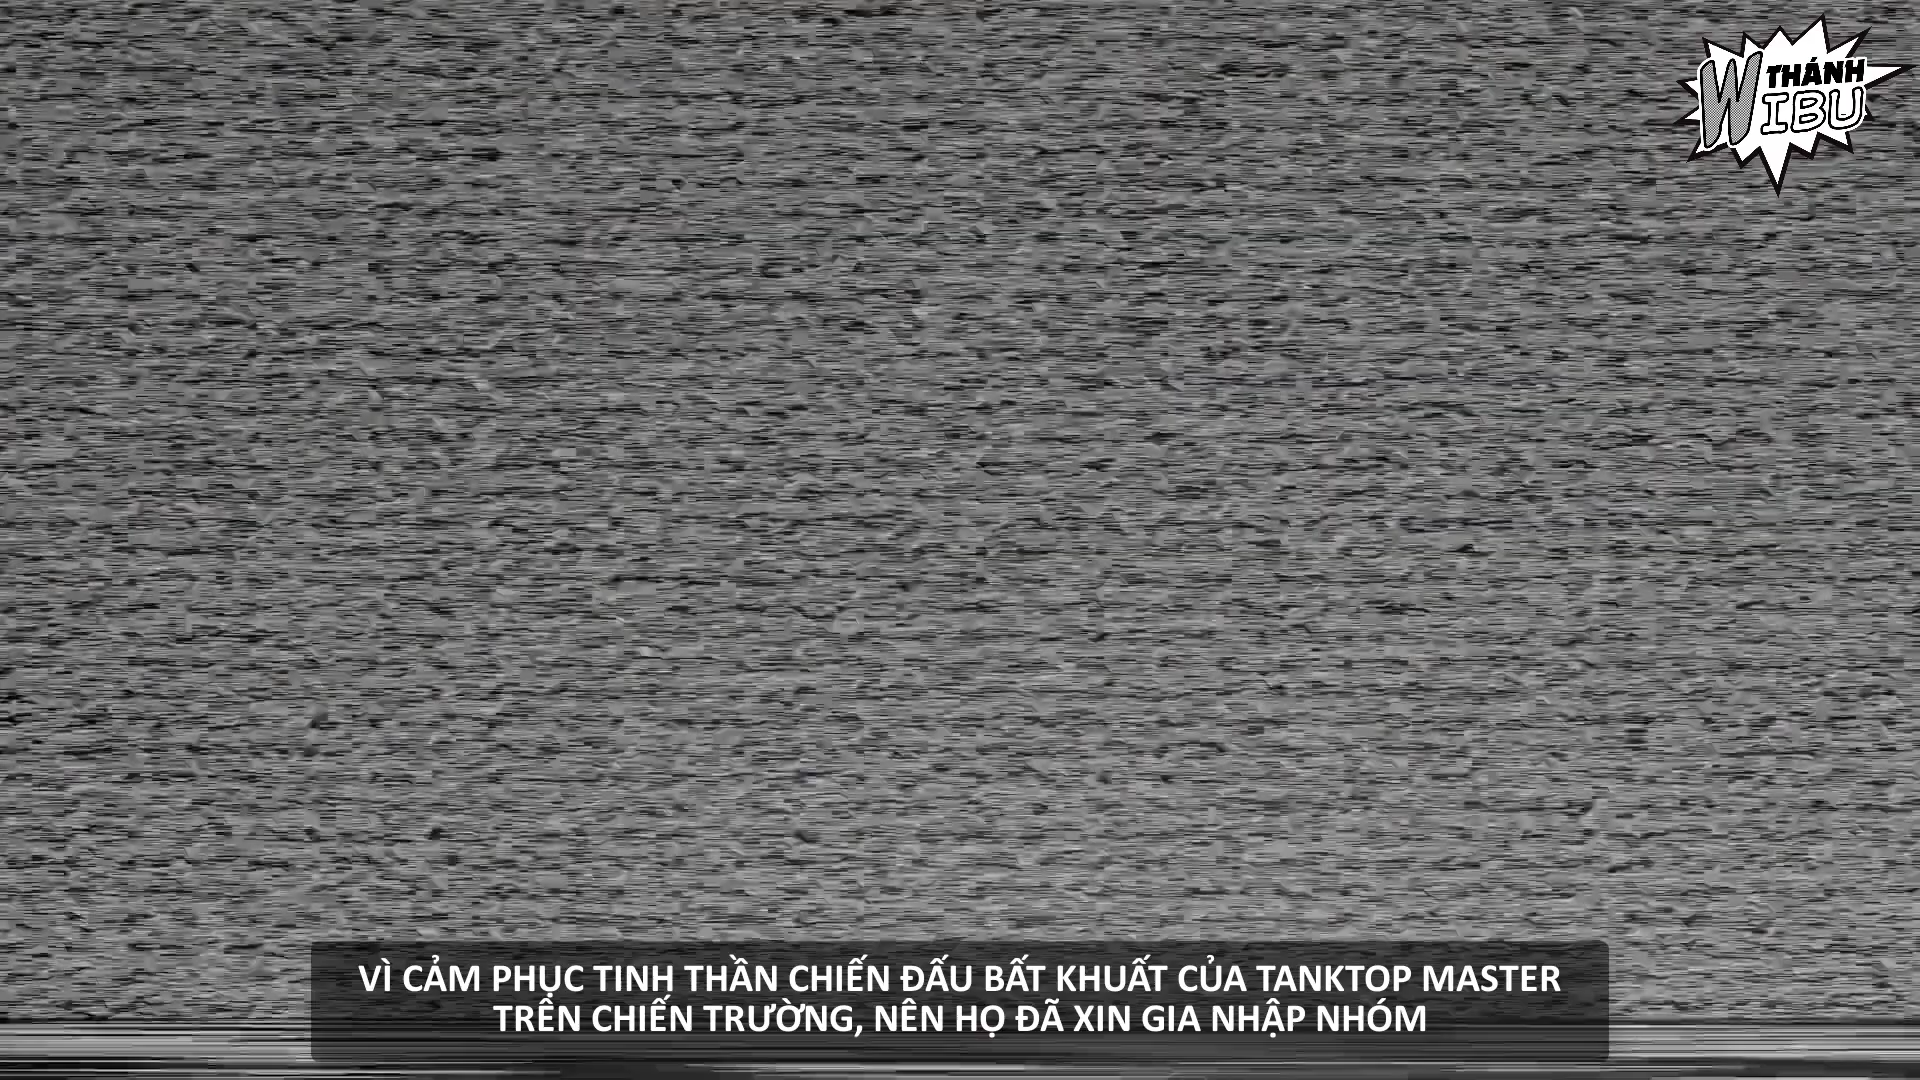 THÁNH
WIBU
VÌ CẢM PHỤC TINH THẦN CHIẾN ĐẤU BẤT KHUẤT CỦA TANKTOP MASTER
TRÊN CHIẾN TRƯỜNG, NÊN HỌ ĐÃ XIN GIA NHẬP NHÓM